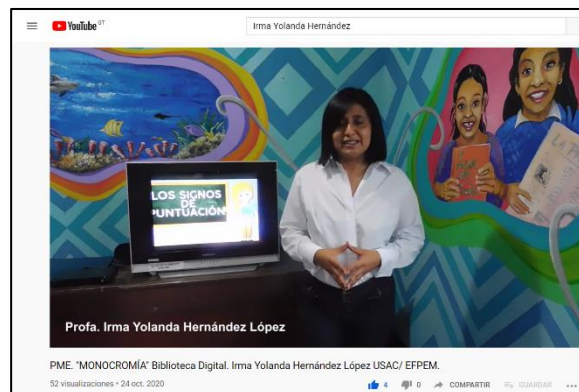 YouTube GT
Irma Yolanda Hernández
LOS SIGNOS
DE
PUNTUACIÓN
LA P
Profa. Irma Yolanda Hernández López
PME. "MONOCROMÍA" Biblioteca Digital. Irma Yolanda Hernández López USAC/ EFPEM.
52 visualizaciones • 24 oct. 2020
4 0 COMPARTIR GUARDAR